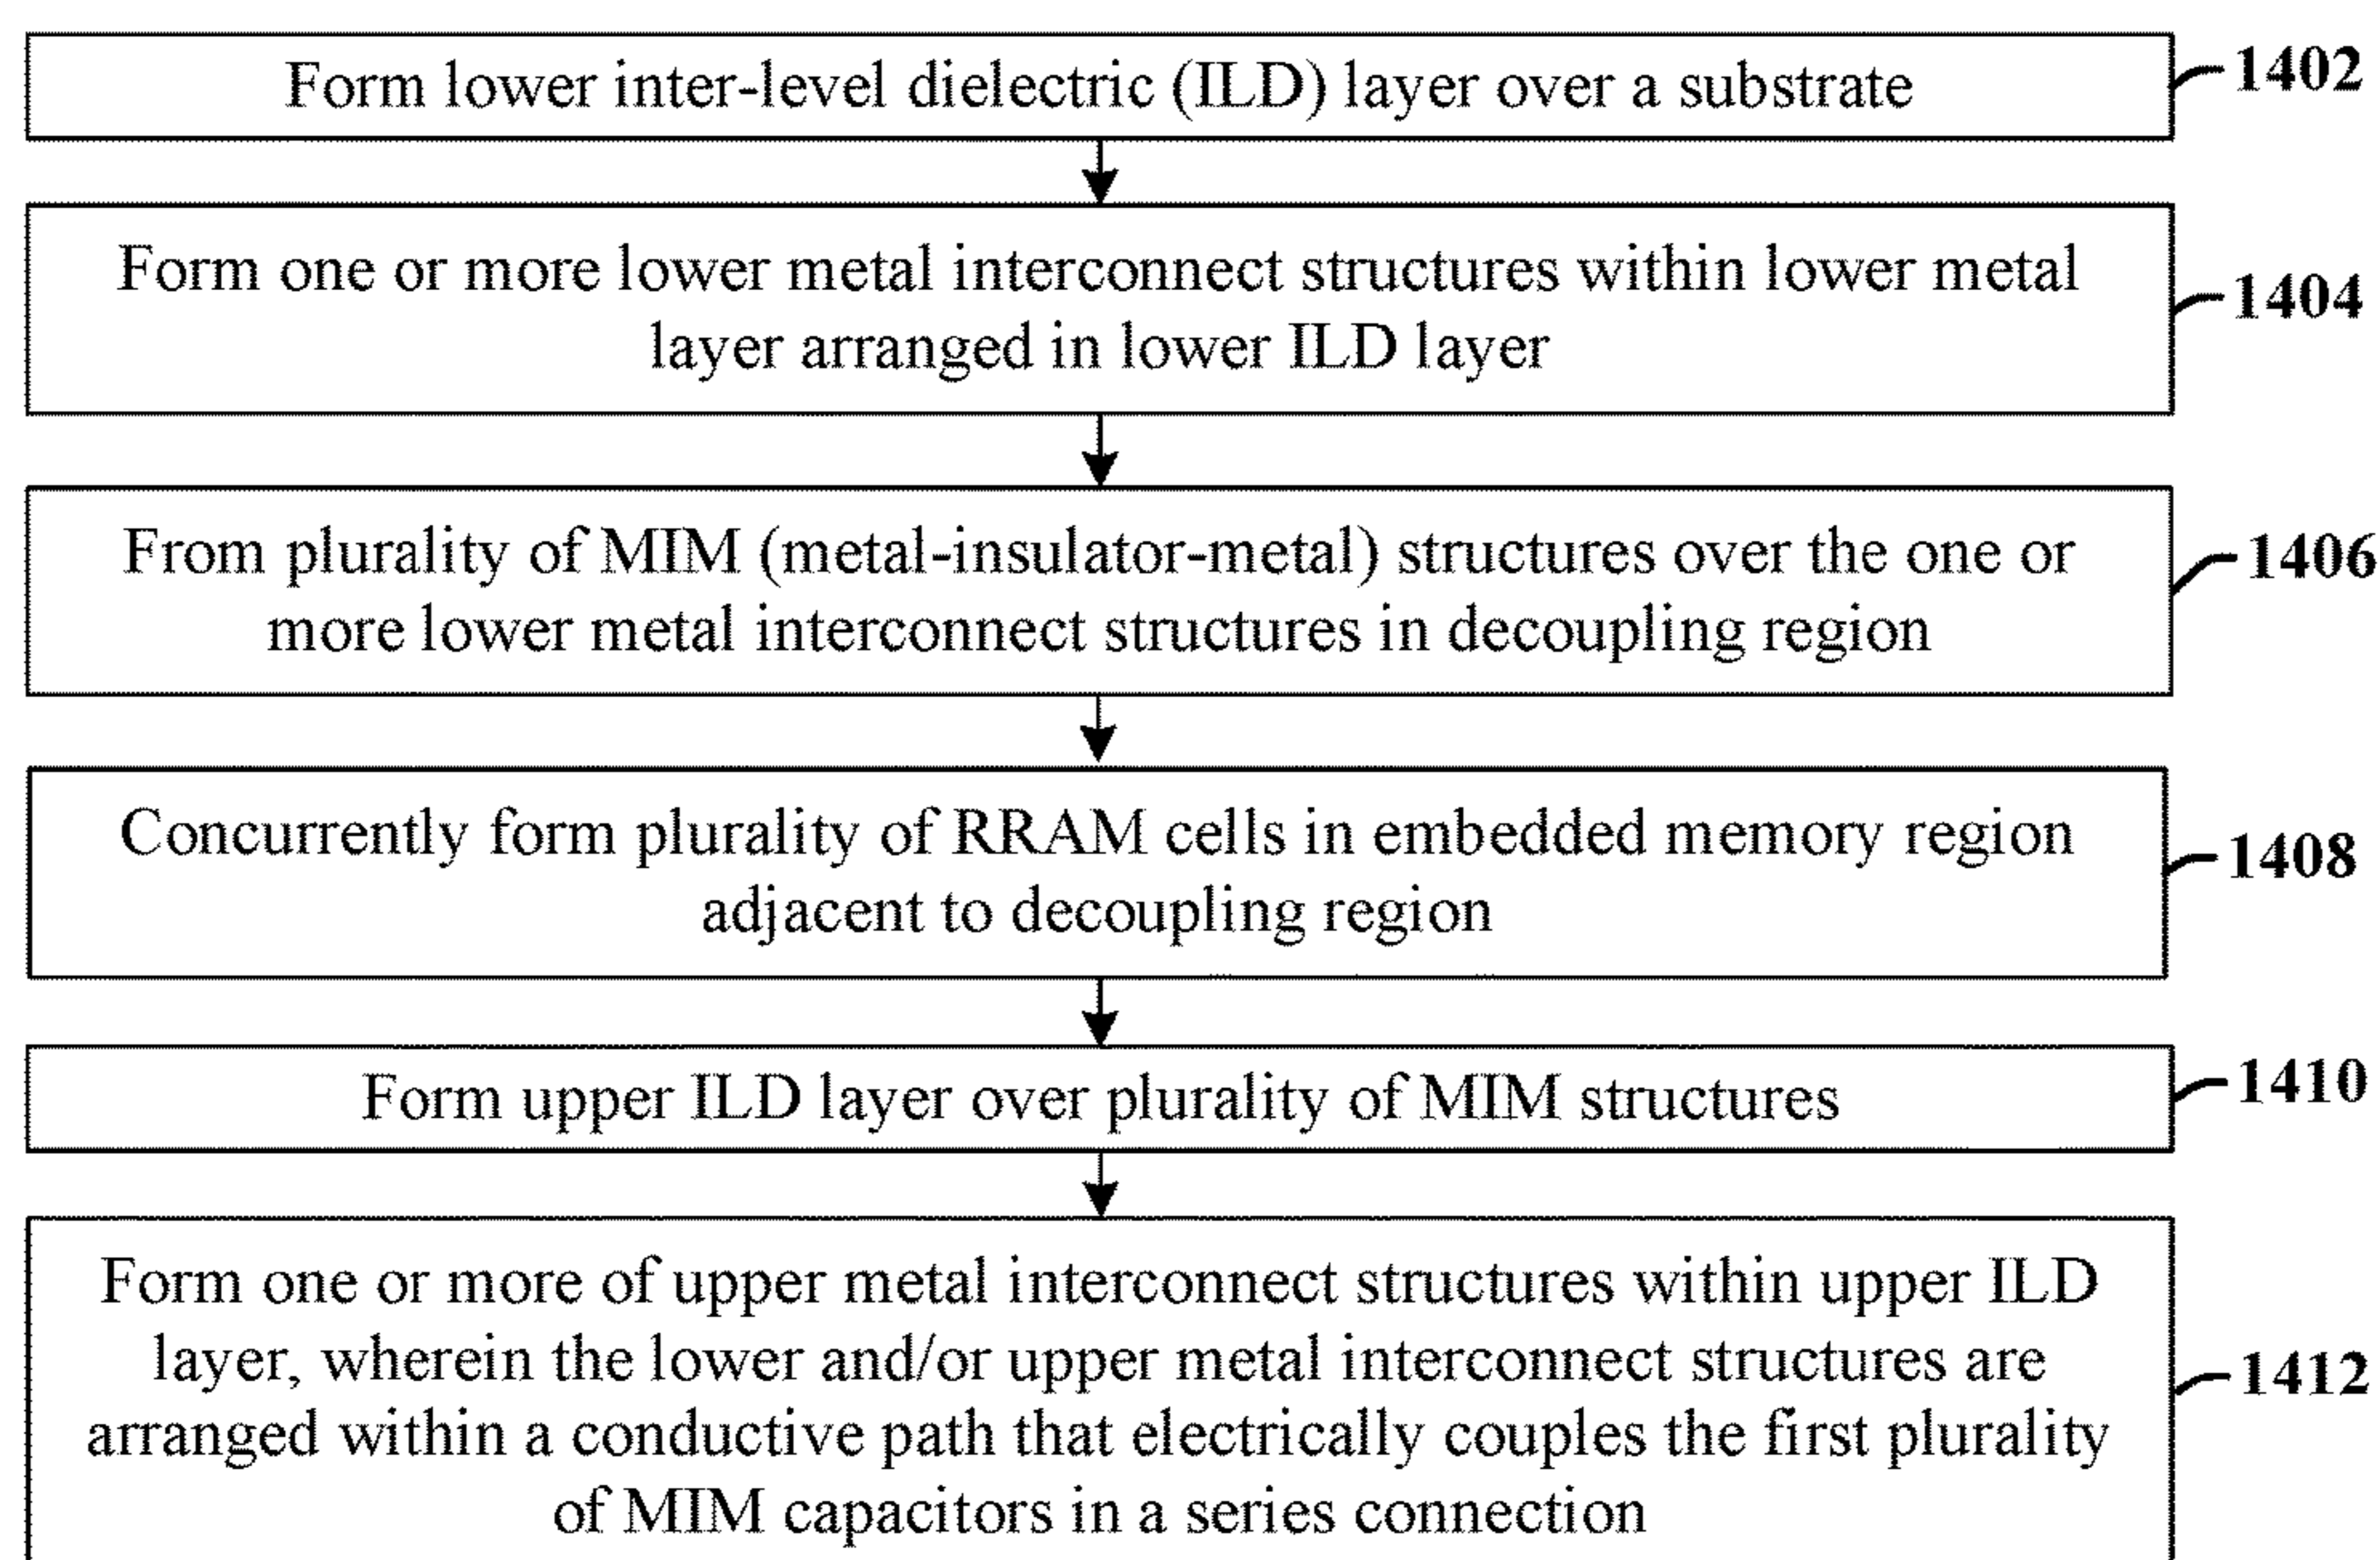 Form lower inter-level dielectric (ILD) layer over a substrate
1402
Form one or more lower metal interconnect structures within lower metal
layer arranged in lower ILD layer
1404
From plurality of MIM (metal-insulator-metal) structures over the one or
more lower metal interconnect structures in decoupling region
1406
Concurrently form plurality of RRAM cells in embedded memory region
adjacent to decoupling region
1408
Form upper ILD layer over plurality of MIM structures
1410
Form one or more of upper metal interconnect structures within upper ILD
layer, wherein the lower and/or upper metal interconnect structures are
arranged within a conductive path that electrically couples the first plurality
of MIM capacitors in a series connection
1412